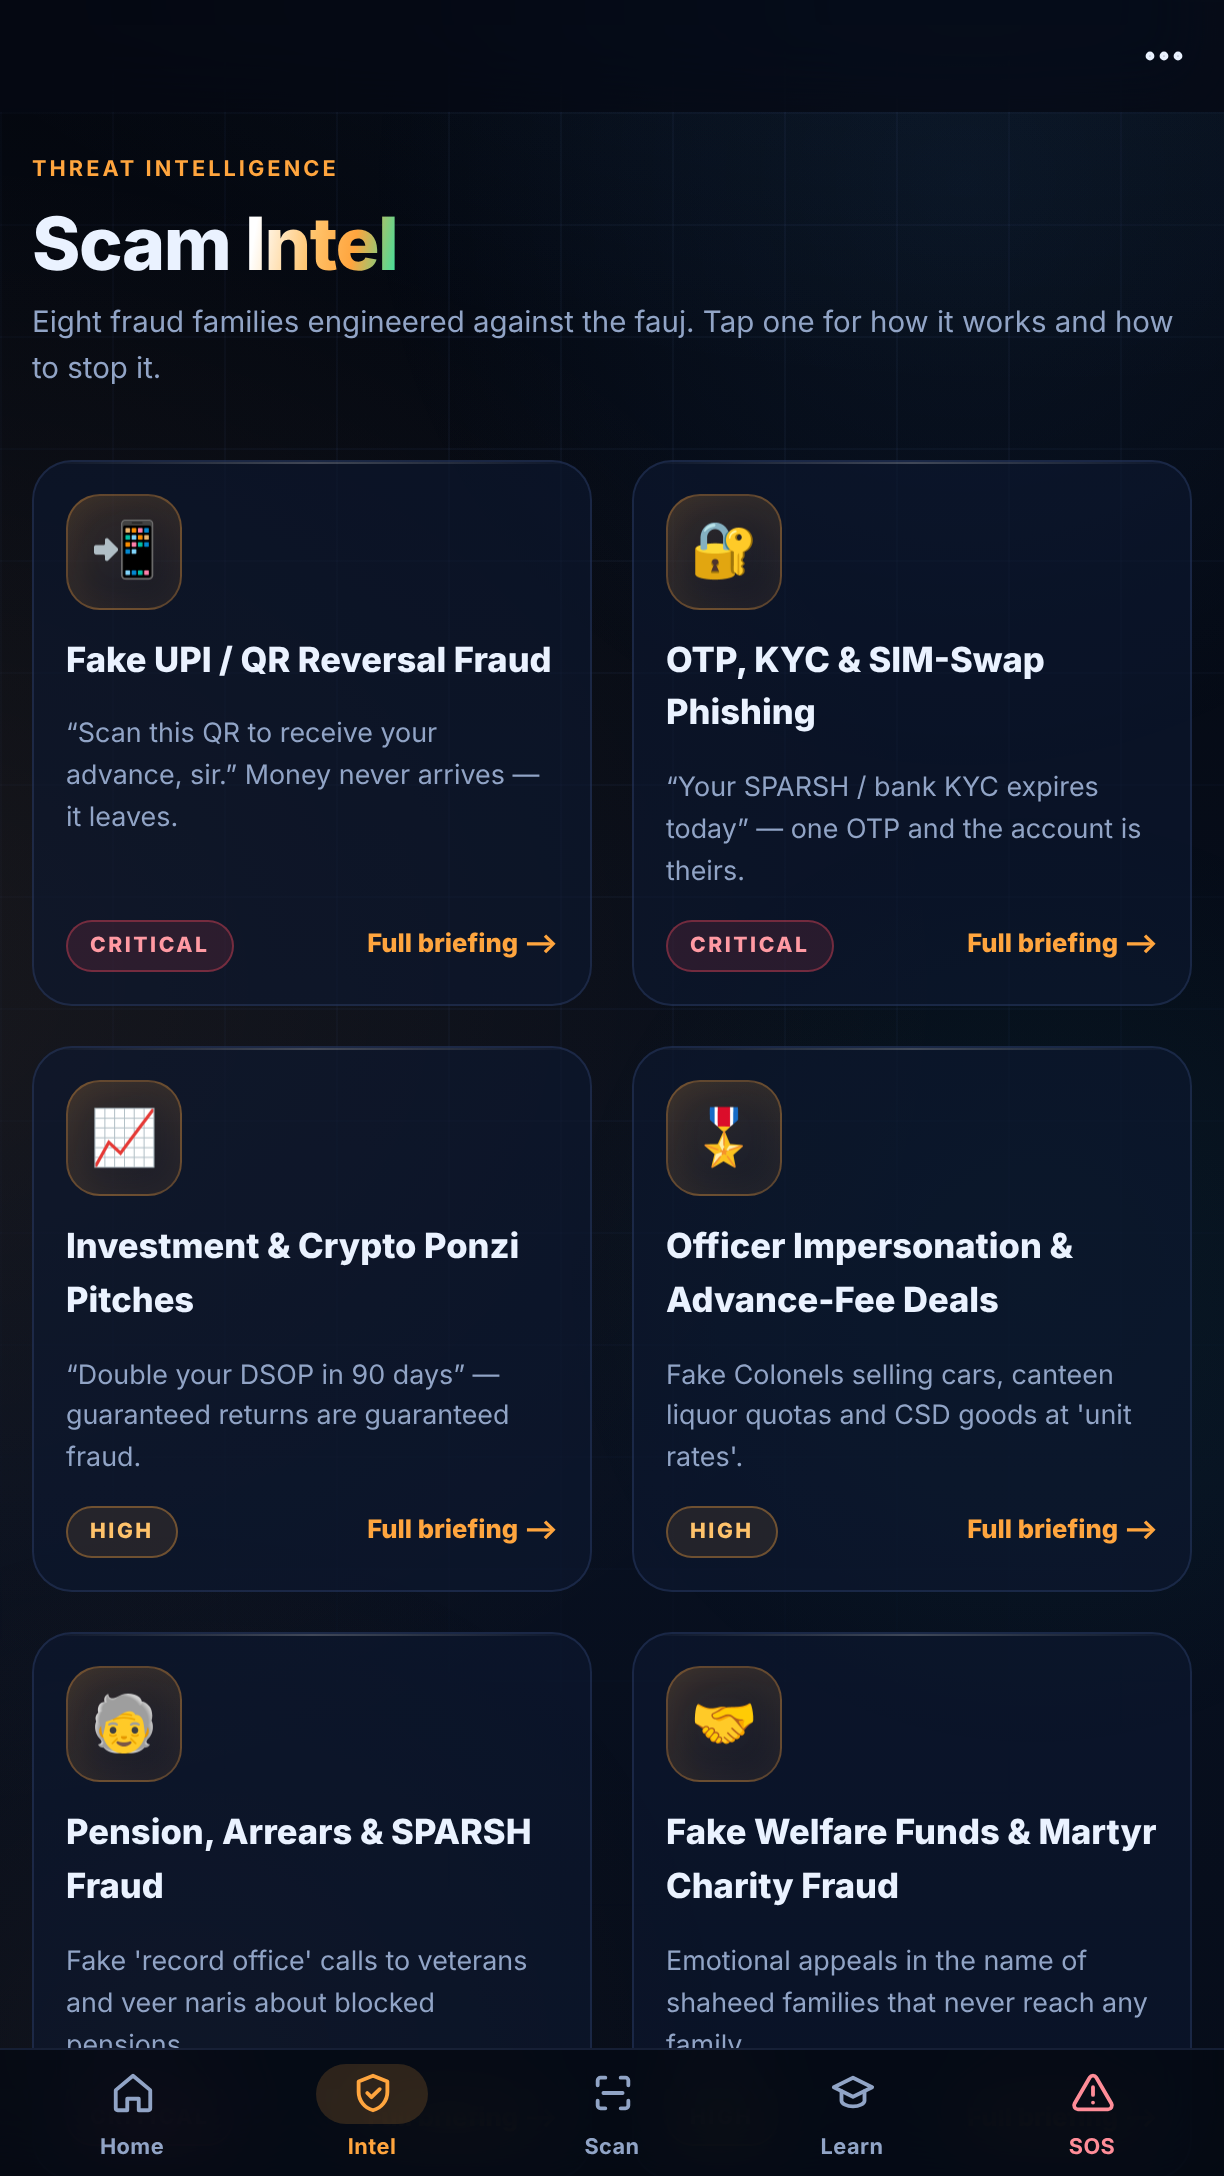 THREAT INTELLIGENCE
Scam Intel
Eight fraud families engineered against the fauj. Tap one for how it works and how
to stop it.
Fake UPI / QR Reversal Fraud
“Scan this QR to receive your
advance, sir.” Money never arrives —
it leaves.
CRITICAL
Full briefing →
OTP, KYC & SIM-Swap
Phishing
“Your SPARSH / bank KYC expires
today” — one OTP and the account is
theirs.
CRITICAL
Full briefing →
Investment & Crypto Ponzi
Pitches
“Double your DSOP in 90 days” —
guaranteed returns are guaranteed
fraud.
HIGH
Full briefing →
Officer Impersonation &
Advance-Fee Deals
Fake Colonels selling cars, canteen
liquor quotas and CSD goods at 'unit
rates'.
HIGH
Full briefing →
Pension, Arrears & SPARSH
Fraud
Fake 'record office' calls to veterans
and veer naris about blocked
pensions
Fake Welfare Funds & Martyr
Charity Fraud
Emotional appeals in the name of
shaheed families that never reach any
family
Home
Intel
Scan
Learn
SOS